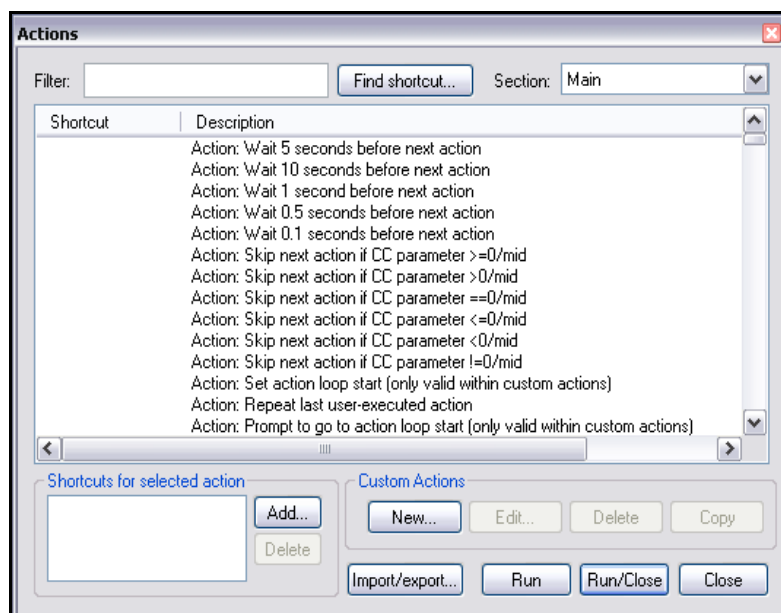 Actions
Filter: Find shortcut... Section: Main
Shortcut Description
Action: Wait 5 seconds before next action
Action: Wait 10 seconds before next action
Action: Wait 1 second before next action
Action: Wait 0.5 seconds before next action
Action: Wait 0.1 seconds before next action
Action: Skip next action if CC parameter >=0/mid
Action: Skip next action if CC parameter >0/mid
Action: Skip next action if CC parameter ==0/mid
Action: Skip next action if CC parameter <=0/mid
Action: Skip next action if CC parameter <0/mid
Action: Skip next action if CC parameter !=0/mid
Action: Set action loop start (only valid within custom actions)
Action: Repeat last user-executed action
Action: Prompt to go to action loop start (only valid within custom actions)
Shortcuts for selected action Custom Actions
Add... New... Edit... Delete Copy
Delete
Import/export... Run Run/Close Close